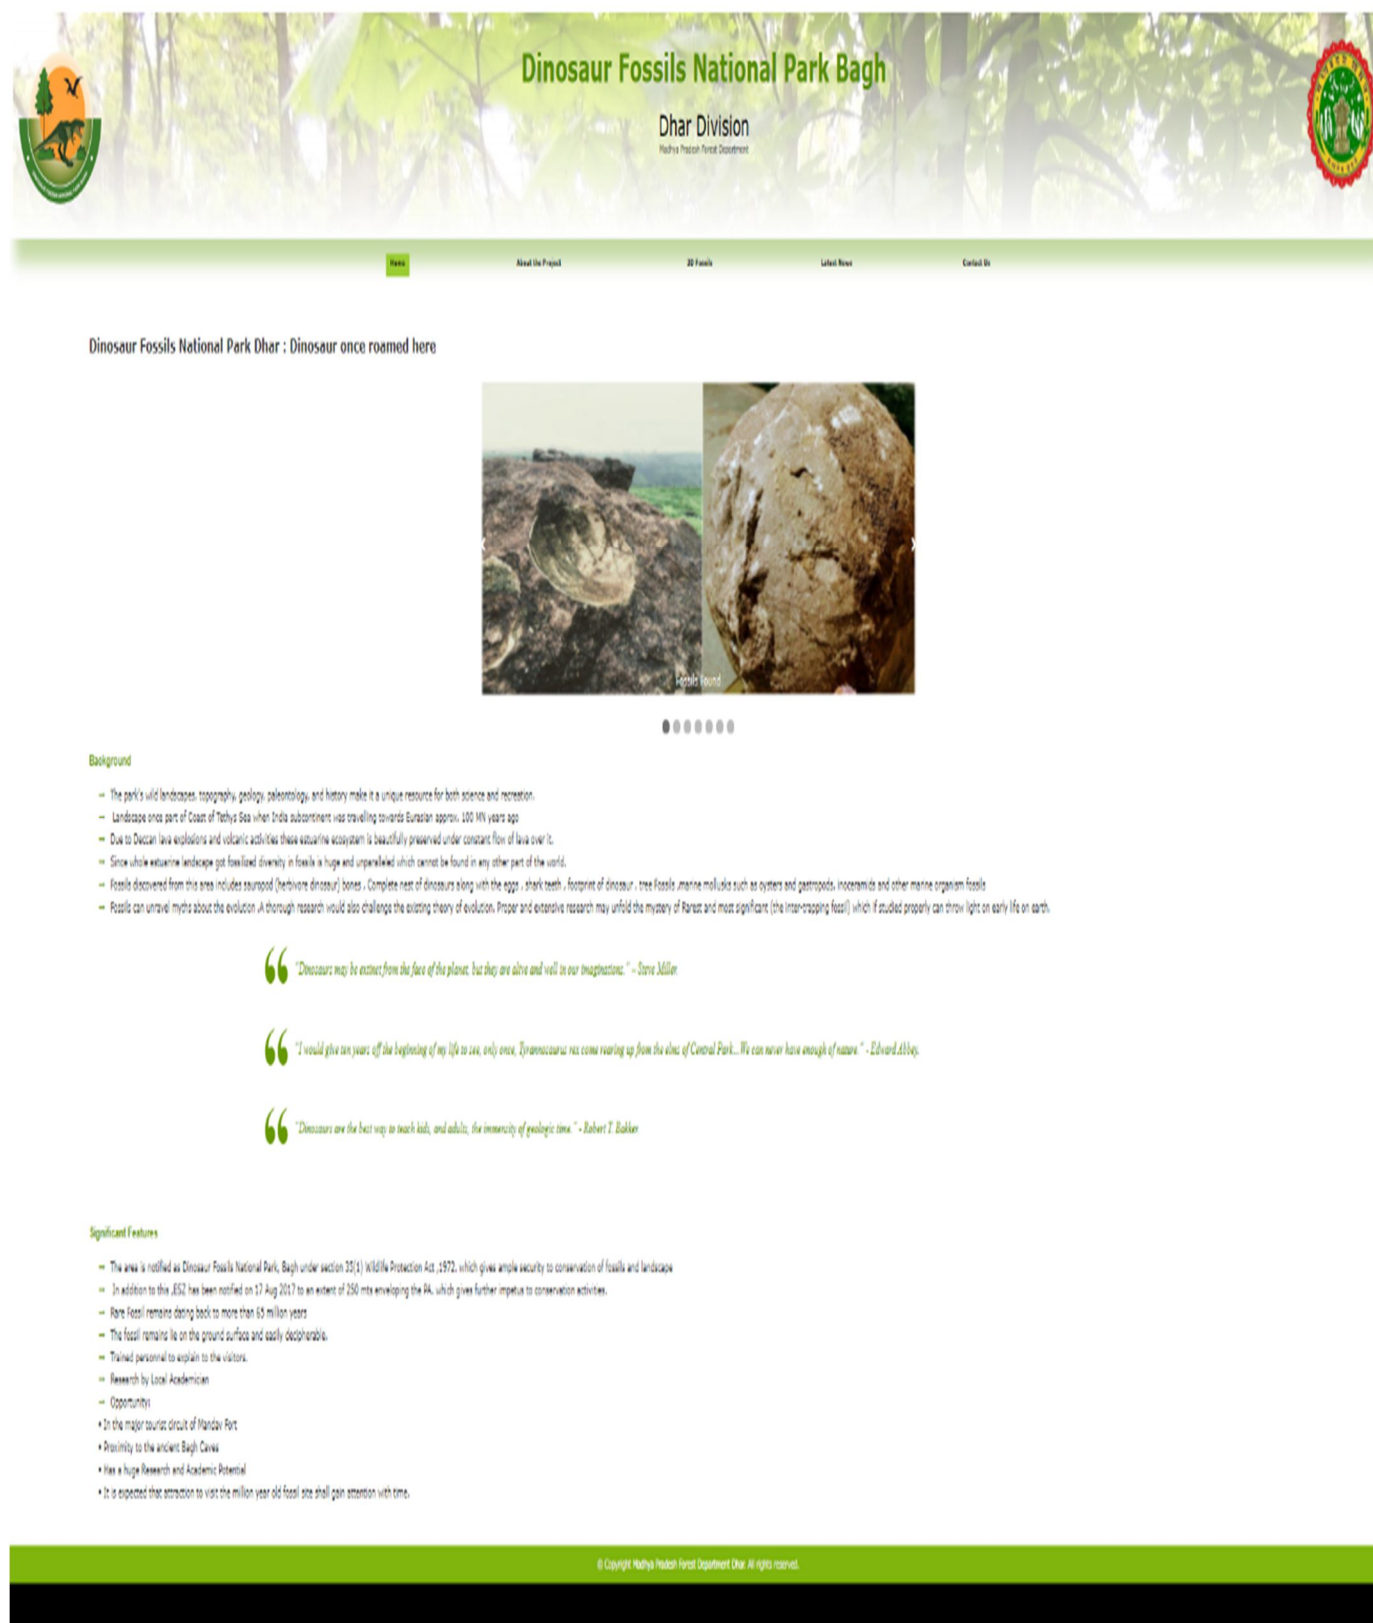 Dinosaur Fossils National Park Bagh
Dhar Division
Madhya Pradesh Forest Department
Home
About the Project
3D Fossils
Latest News
Contact Us
Dinosaur Fossils National Park Dhar : Dinosaur once roamed here
Fossils Found
Background
The park's wild landscapes, topography, geology, paleontology, and history make it a unique resource for both science and recreation.
Landscape once part of Coast of Tethys Sea when India subcontinent was travelling towards Eurasian approx. 100 MN years ago
Due to Deccan lava explosions and volcanic activities these estuarine ecosystem is beautifully preserved under constant flow of lava over it.
Since whole estuarine landscape got fossilized diversity in fossils is huge and unparalleled which cannot be found in any other part of the world.
Fossils discovered from this area includes sauropod (herbivore dinosaur) bones , Complete nest of dinosaurs along with the eggs , shark teeth , footprint of dinosaur , tree Fossils ,marine mollusks such as oysters and gastropods, inoceramids and other marine organism fossils
Fossils can unravel myths about the evolution .A thorough research would also challenge the existing theory of evolution. Proper and extensive research may unfold the mystery of Rarest and most significant (the inter-trapping fossil) which if studied properly can throw light on early life on earth.
"Dinosaurs may be extinct from the face of the planet, but they are alive and well in our imaginations." – Steve Miller.
"I would give ten years off the beginning of my life to see, only once, Tyrannosaurus rex come rearing up from the elms of Central Park...We can never have enough of nature." - Edward Abbey.
"Dinosaurs are the best way to teach kids, and adults, the immensity of geologic time." - Robert T. Bakker
Significant Features
The area is notified as Dinosaur Fossils National Park, Bagh under section 35(1) Wildlife Protection Act ,1972. which gives ample security to conservation of fossils and landscape
In addition to this ,ESZ has been notified on 17 Aug 2017 to an extent of 250 mts enveloping the PA. which gives further impetus to conservation activities.
Rare Fossil remains dating back to more than 65 million years
The fossil remains lie on the ground surface and easily decipherable.
Trained personnel to explain to the visitors.
Research by Local Academician
Opportunity:
• In the major tourist circuit of Mandav Fort
• Proximity to the ancient Bagh Caves
• Has a huge Research and Academic Potential
• It is expected that attraction to visit the million year old fossil site shall gain attention with time.
© Copyright Madhya Pradesh Forest Department Dhar. All rights reserved.